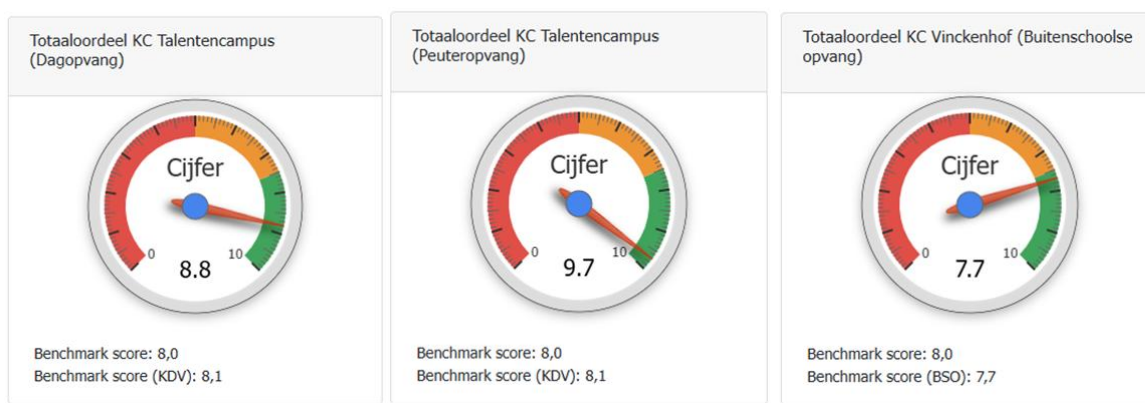 Totaaloordeel KC Talentencampus
(Dagopvang)
Cijfer
0
10
8.8
Benchmark score: 8,0
Benchmark score (KDV): 8,1
Totaaloordeel KC Talentencampus
(Peuteropvang)
Cijfer
0
10
9.7
Benchmark score: 8,0
Benchmark score (KDV): 8,1
Totaaloordeel KC Vinckenhof (Buitenschoolse
opvang)
Cijfer
0
10
7.7
Benchmark score: 8,0
Benchmark score (BSO): 7,7